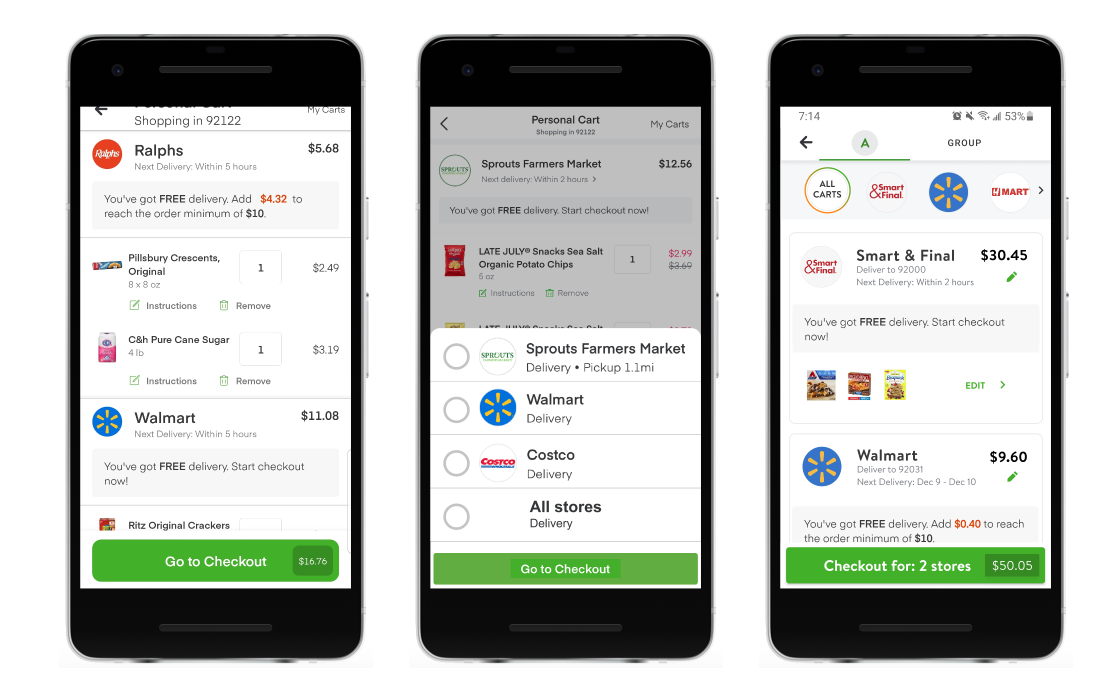 My Carts
Shopping in 92122
Ralphs
Ralphs
$5.68
Next Delivery: Within 5 hours
You've got FREE delivery. Add $4.32 to
reach the order minimum of $10.
Pillsbury Crescents,
Original
8 x 8 oz
1
$2.49
Instructions
Remove
C&h Pure Cane Sugar
4 lb
1
$3.19
Instructions
Remove
Walmart
$11.08
Next Delivery: Within 5 hours
You've got FREE delivery. Start checkout
now!
Ritz Original Crackers
Go to Checkout
$16.76
Personal Cart
Shopping in 92122
My Carts
SPROUTS
Sprouts Farmers Market
$12.56
Next delivery: Within 2 hours >
You've got FREE delivery. Start checkout now!
LATE JULY® Snacks Sea Salt
Organic Potato Chips
5 oz
1
$2.99
$3.69
Instructions
Remove
LATE JULY® Snacks Sea Salt
SPROUTS
FARMERS MARKET
Sprouts Farmers Market
Delivery • Pickup 1.1mi
Walmart
Delivery
Costco
WHOLESALE
Costco
Delivery
All stores
Delivery
Go to Checkout
7:14
53%
A
GROUP
ALL
CARTS
Smart
&Final.
H MART
Smart
&Final.
Smart & Final
$30.45
Deliver to 92000
Next Delivery: Within 2 hours
You've got FREE delivery. Start checkout
now!
EDIT >
Walmart
$9.60
Deliver to 92031
Next Delivery: Dec 9 - Dec 10
You've got FREE delivery. Add $0.40 to reach
the order minimum of $10.
Checkout for: 2 stores
$50.05